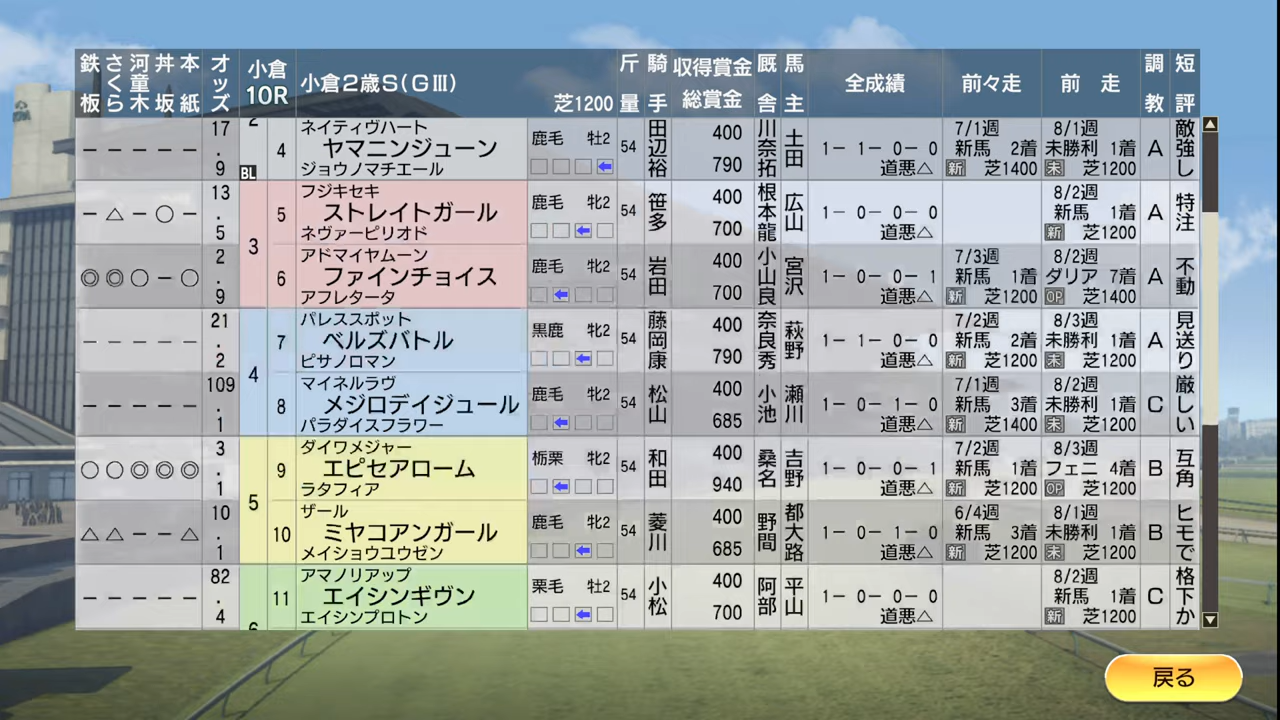 鉄板 さくら 河童木 井坂 本紙 オッズ 小倉10R 小倉2歳S(GⅢ) 芝1200 斤量 騎手 収得賞金 総賞金 厩舎 馬主 全成績 前々走 前走 調教 短評
－ － － － － 17.9 2 BL 4 ネイティヴハート ヤマニンジューン ジョウノマチエール 鹿毛 牡2 54 田辺裕 400 790 川奈拓 土田 1－1－0－0 道悪△ 7/1週 新馬 2着 新 芝1400 8/1週 未勝利 1着 未 芝1200 A 敵強し
－ △ － ○ － 13.5 3 5 フジキセキ ストレイトガール ネヴァーピリオド 鹿毛 牝2 54 笹多 400 700 根本龍 広山 1－0－0－0 道悪△ 8/2週 新馬 1着 新 芝1200 A 特注
◎ ◎ ○ － ○ 2.9 6 アドマイヤムーン ファインチョイス アフレタータ 鹿毛 牝2 54 岩田 400 700 小山良 宮沢 1－0－0－1 道悪△ 7/3週 新馬 1着 新 芝1200 8/2週 ダリア 7着 OP 芝1400 A 不動
－ － － － － 21.2 4 7 パレススポット ベルズバトル ピサノロマン 黒鹿 牝2 54 藤岡康 400 790 奈良秀 萩野 1－1－0－0 道悪△ 7/2週 新馬 2着 新 芝1200 8/3週 未勝利 1着 未 芝1200 A 見送り
－ － － － － 109.1 8 マイネルラヴ メジロデイジュール パラダイスフラワー 鹿毛 牝2 54 松山 400 685 小池 瀬川 1－0－1－0 道悪△ 7/1週 新馬 3着 新 芝1400 8/2週 未勝利 1着 未 芝1200 C 厳しい
○ ○ ◎ ◎ ◎ 3.1 5 9 ダイワメジャー エピセアローム ラタフィア 栃栗 牝2 54 和田 400 940 桑名 吉野 1－0－0－1 道悪△ 7/2週 新馬 1着 新 芝1200 8/3週 フェニ 4着 OP 芝1200 B 互角
△ △ － － △ 10.1 10 ザール ミヤコアンガール メイショウユウゼン 鹿毛 牝2 54 菱川 400 685 野間 都大路 1－0－1－0 道悪△ 6/4週 新馬 3着 新 芝1200 8/1週 未勝利 1着 未 芝1200 B ヒモで
－ － － － － 82.4 6 11 アマノリアップ エイシンギヴン エイシンプロトン 栗毛 牡2 54 小松 400 700 阿部 平山 1－0－0－0 道悪△ 8/2週 新馬 1着 新 芝1200 C 格下か
戻る